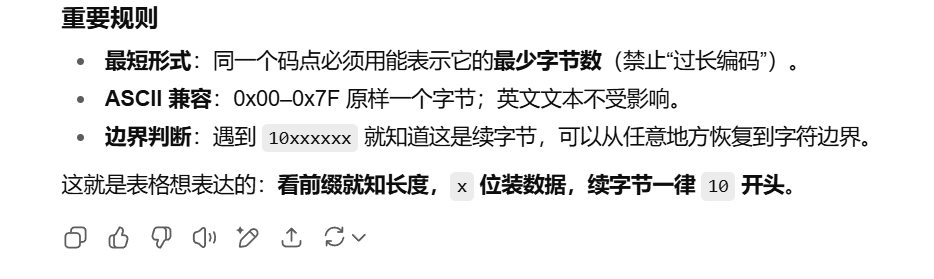 重要规则
• 最短形式：同一个码点必须用能表示它的最少字节数（禁止“过长编码”）。
• ASCII 兼容：0x00–0x7F 原样一个字节；英文文本不受影响。
• 边界判断：遇到 10xxxxxx 就知道这是续字节，可以从任意地方恢复到字符边界。
这就是表格想表达的：看前缀就知长度，x 位装数据，续字节一律 10 开头。